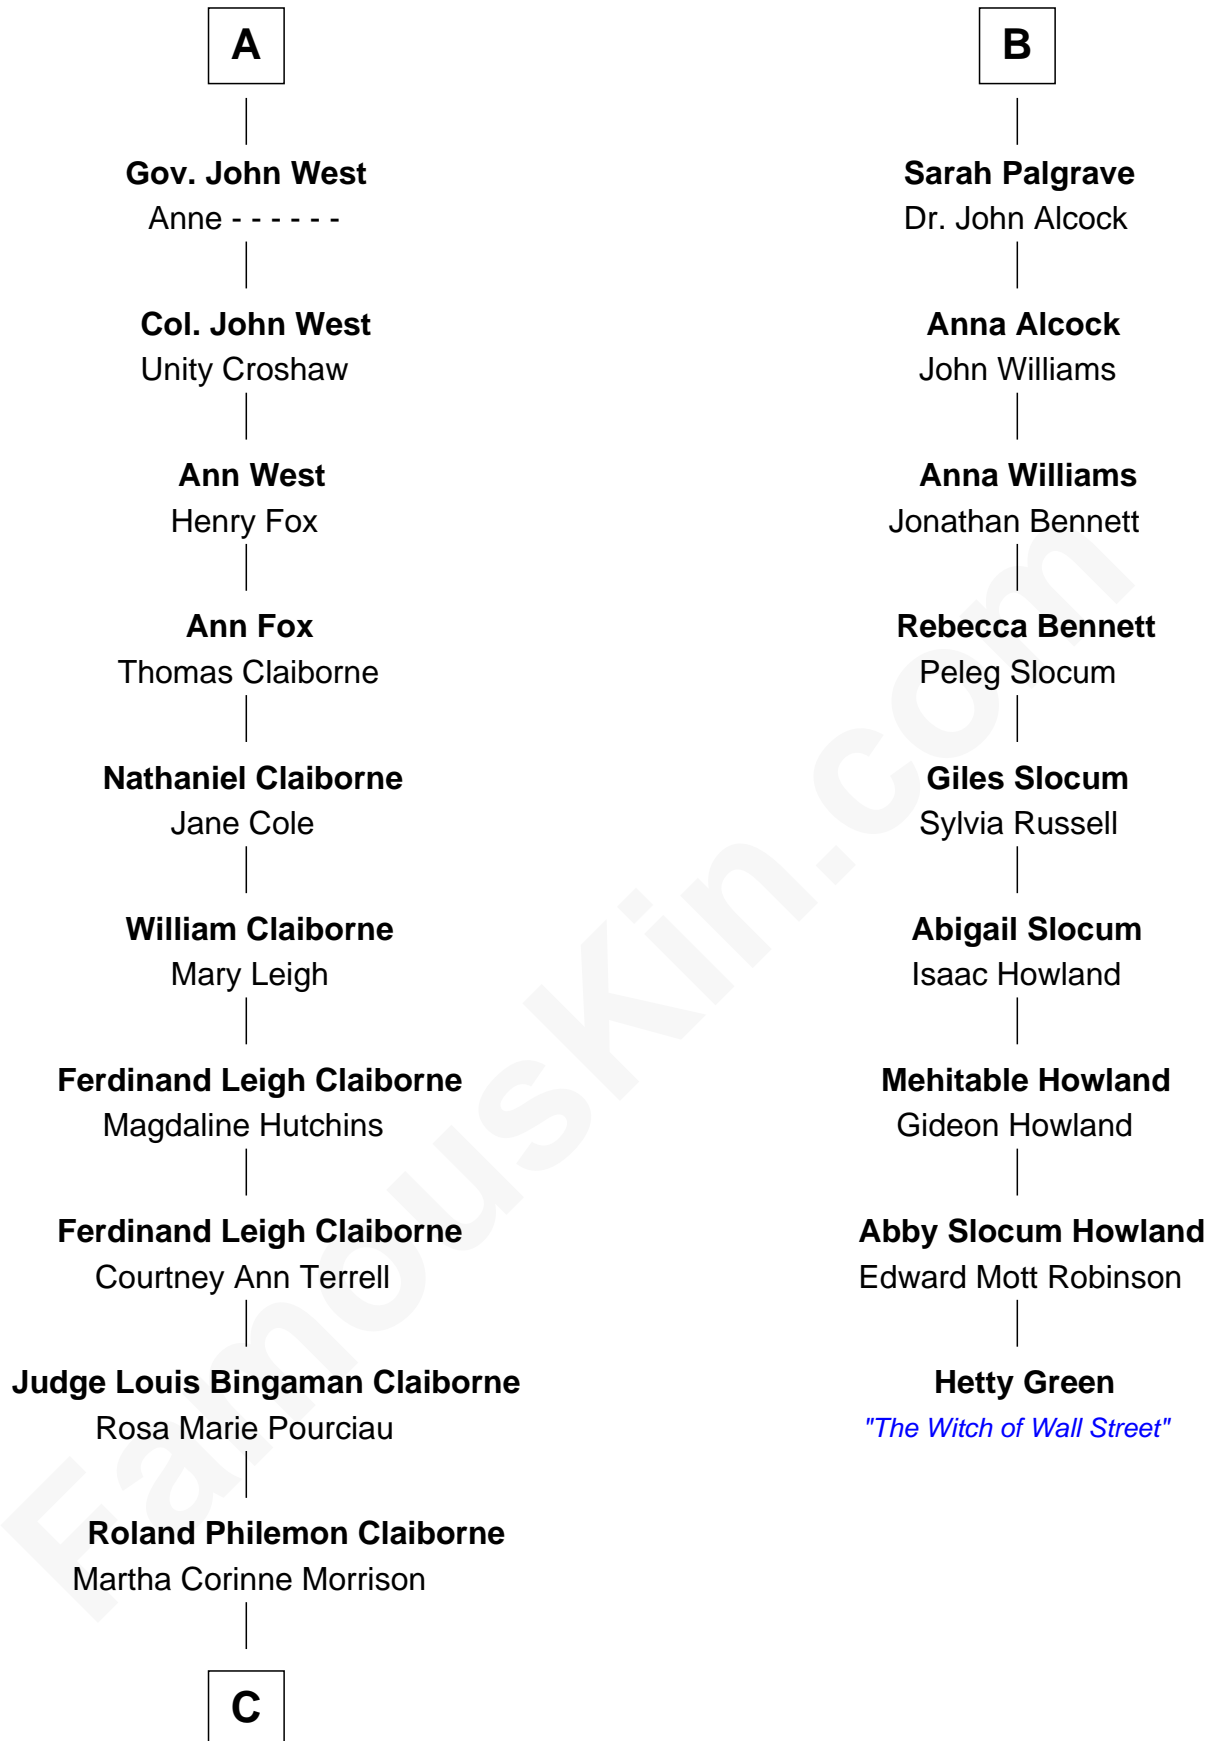 A
Gov. John West
Anne - - - - - -
Col. John West
Unity Croshaw
Ann West
Henry Fox
Ann Fox
Thomas Claiborne
Nathaniel Claiborne
Jane Cole
William Claiborne
Mary Leigh
Ferdinand Leigh Claiborne
Magdaline Hutchins
Ferdinand Leigh Claiborne
Courtney Ann Terrell
Judge Louis Bingaman Claiborne
Rosa Marie Pourciau
Roland Philemon Claiborne
Martha Corinne Morrison
C
B
Sarah Palgrave
Dr. John Alcock
Anna Alcock
John Williams
Anna Williams
Jonathan Bennett
Rebecca Bennett
Peleg Slocum
Giles Slocum
Sylvia Russell
Abigail Slocum
Isaac Howland
Mehitable Howland
Gideon Howland
Abby Slocum Howland
Edward Mott Robinson
Hetty Green
"The Witch of Wall Street"
FamousKin.com